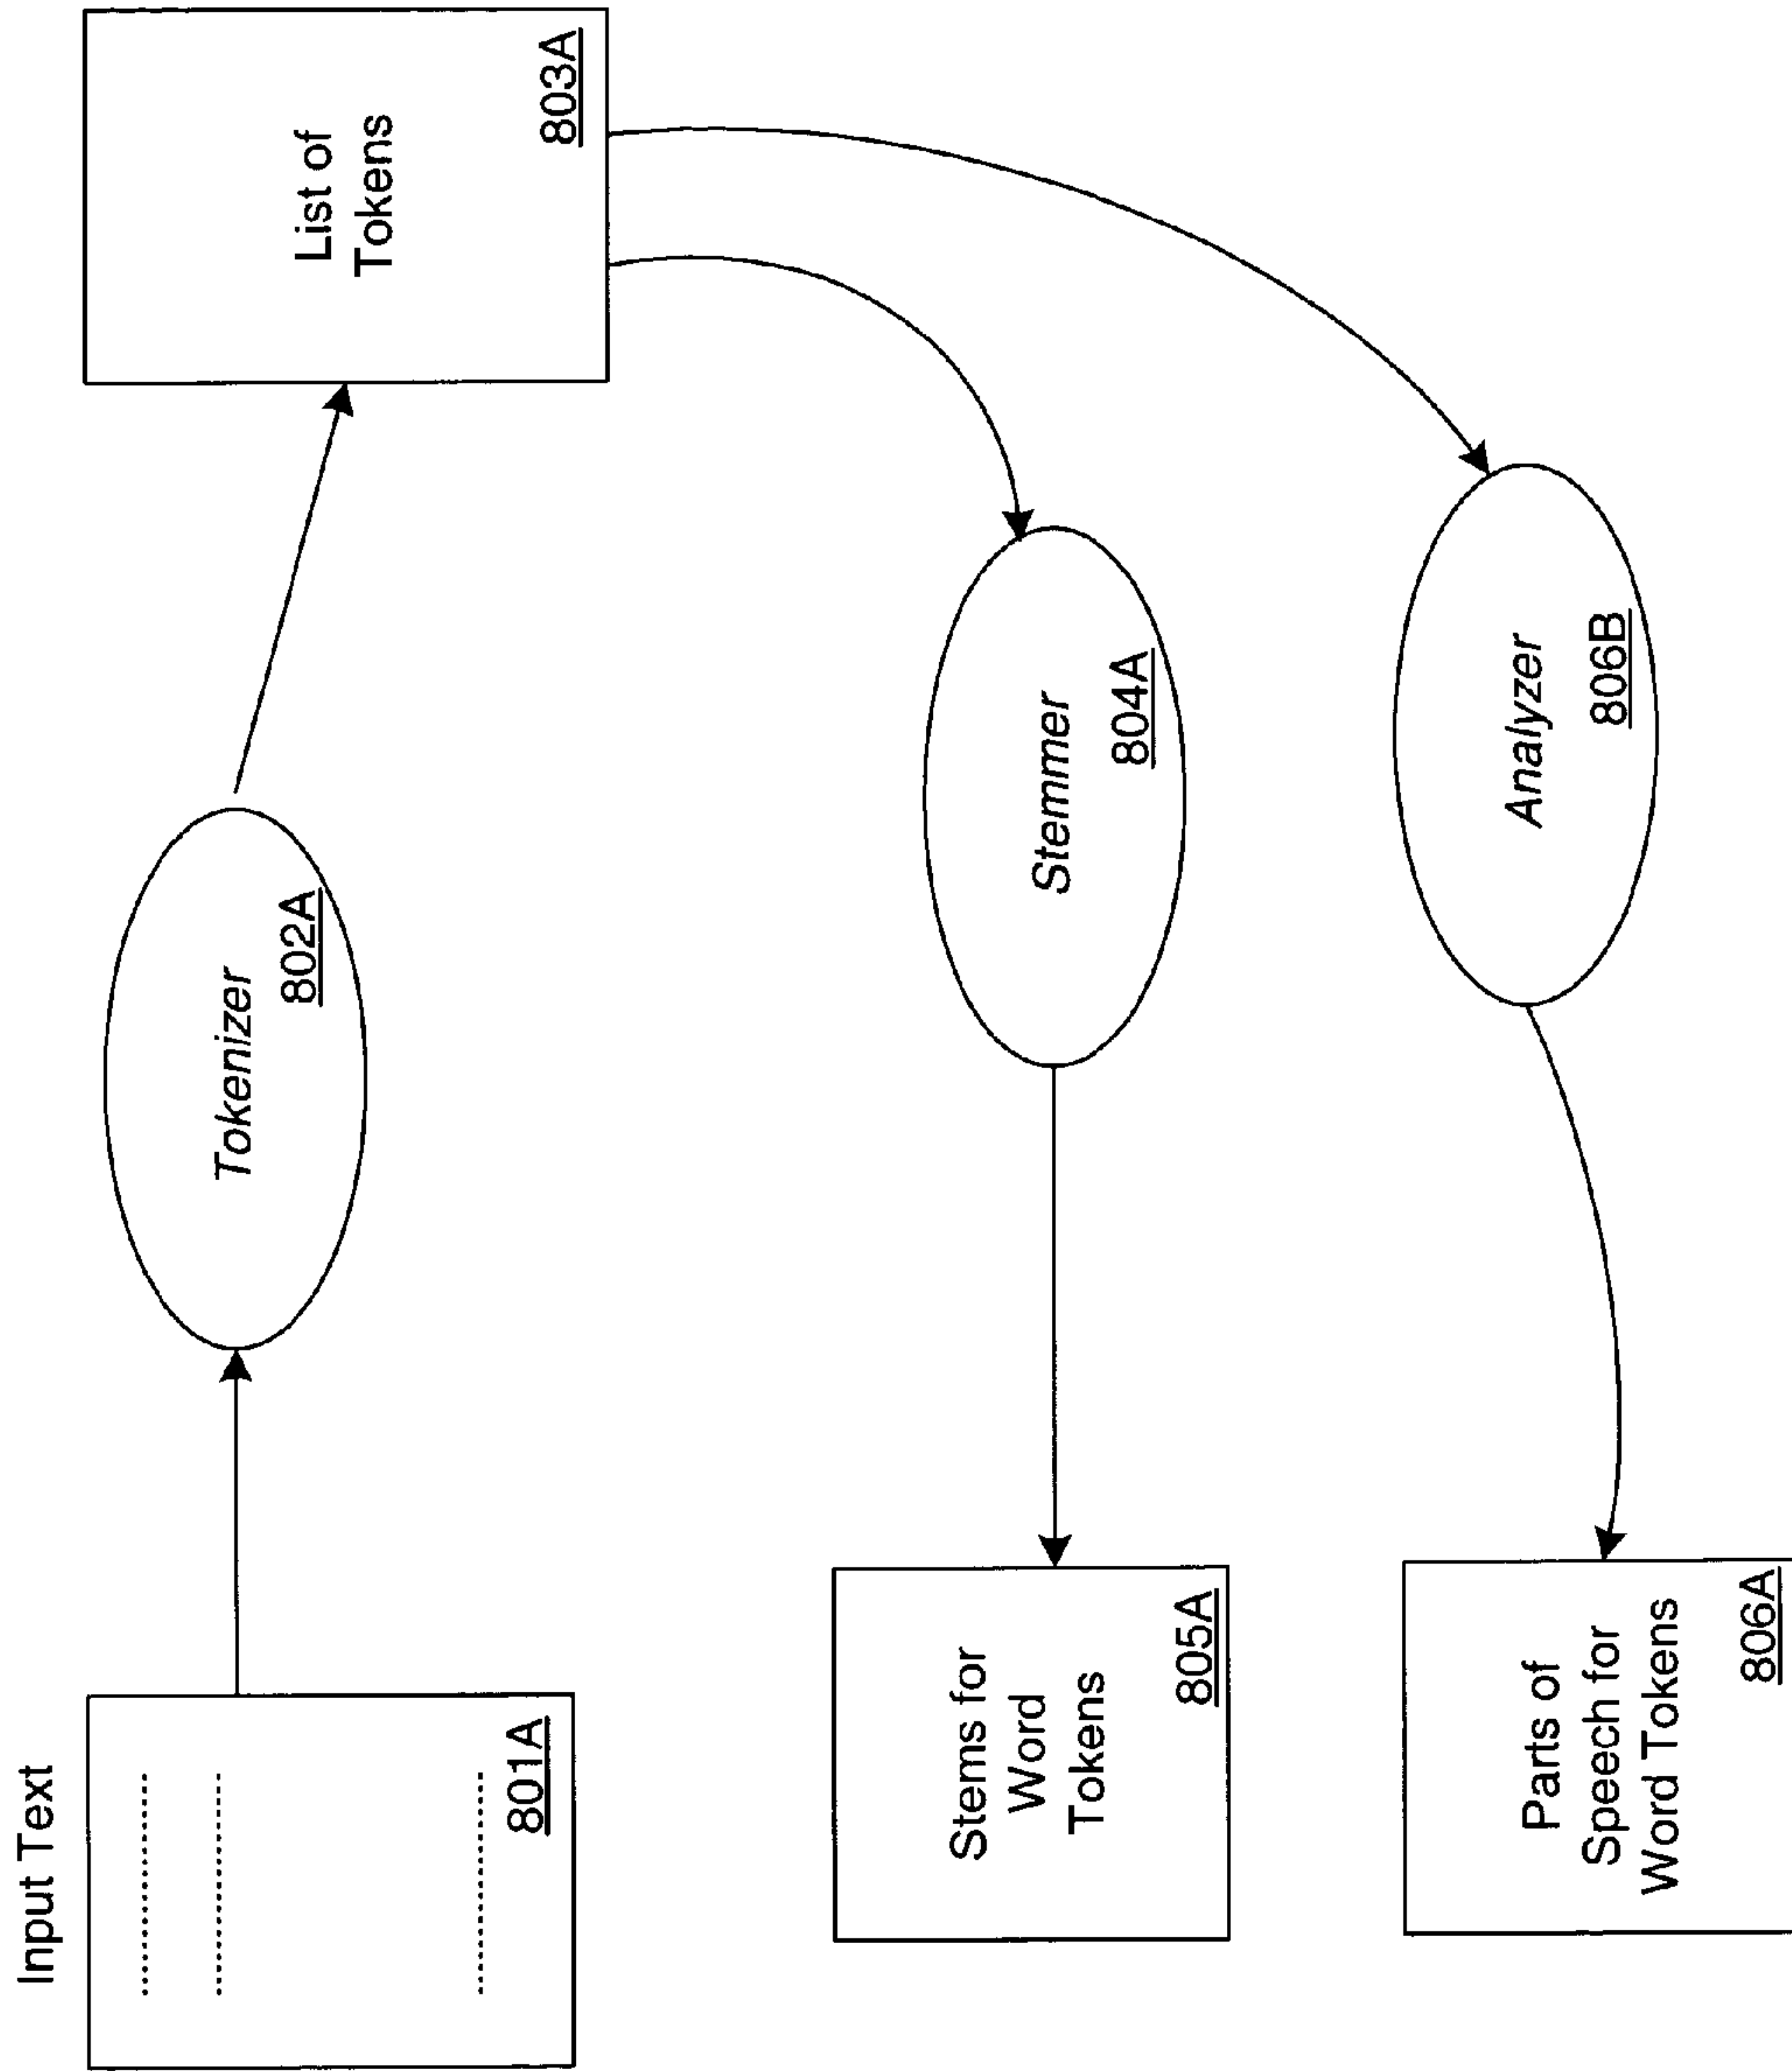 Input Text
801A
Tokenizer
802A
List of
Tokens
803A
Stems for
Word
Tokens
805A
Stemmer
804A
Parts of
Speech for
Word Tokens
806A
Analyzer
806B